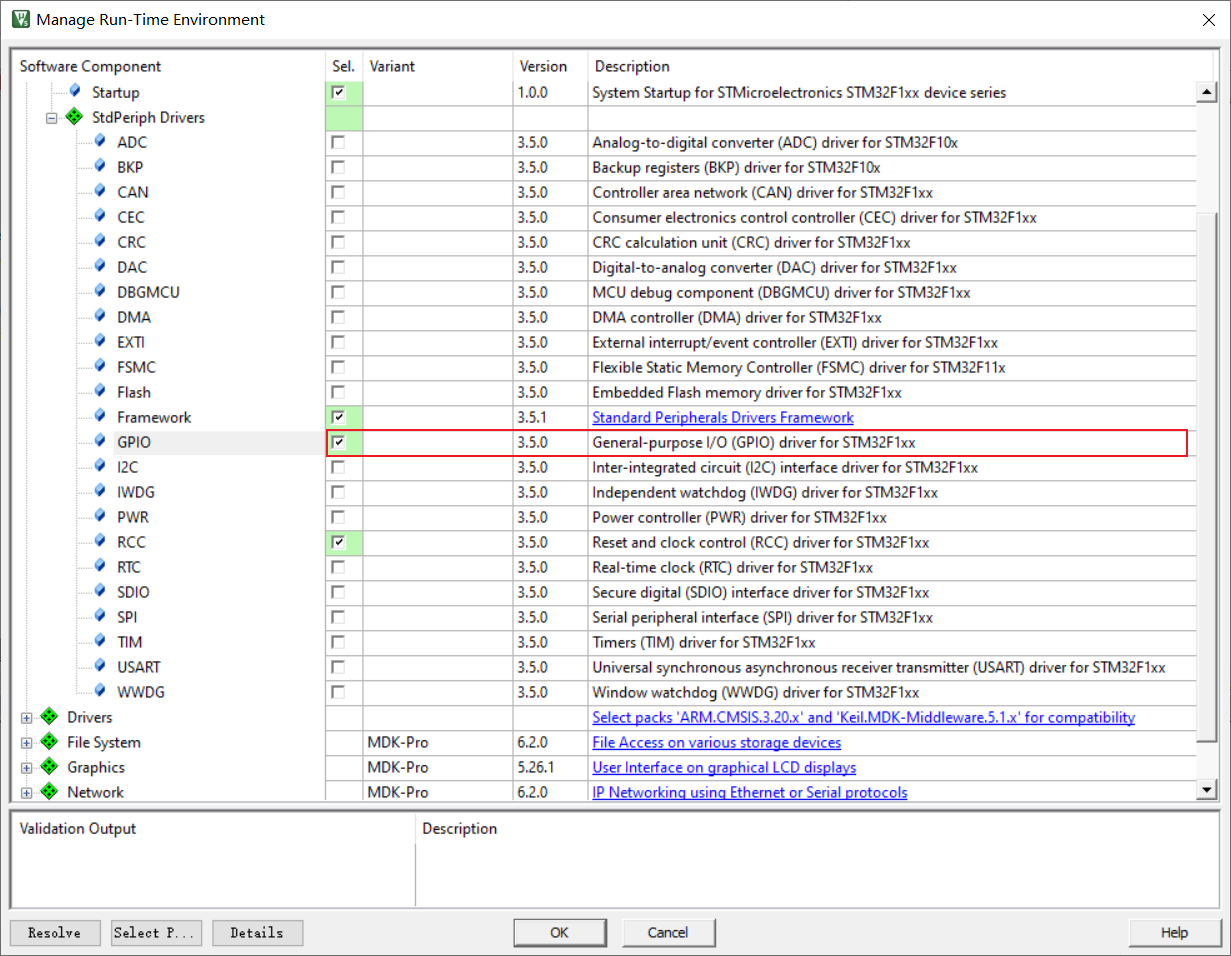 Manage Run-Time Environment
Software Component Sel. Variant Version Description
Startup 1.0.0 System Startup for STMicroelectronics STM32F1xx device series
StdPeriph Drivers
ADC 3.5.0 Analog-to-digital converter (ADC) driver for STM32F10x
BKP 3.5.0 Backup registers (BKP) driver for STM32F10x
CAN 3.5.0 Controller area network (CAN) driver for STM32F1xx
CEC 3.5.0 Consumer electronics control controller (CEC) driver for STM32F1xx
CRC 3.5.0 CRC calculation unit (CRC) driver for STM32F1xx
DAC 3.5.0 Digital-to-analog converter (DAC) driver for STM32F1xx
DBGMCU 3.5.0 MCU debug component (DBGMCU) driver for STM32F1xx
DMA 3.5.0 DMA controller (DMA) driver for STM32F1xx
EXTI 3.5.0 External interrupt/event controller (EXTI) driver for STM32F1xx
FSMC 3.5.0 Flexible Static Memory Controller (FSMC) driver for STM32F11x
Flash 3.5.0 Embedded Flash memory driver for STM32F1xx
Framework 3.5.1 Standard Peripherals Drivers Framework
GPIO 3.5.0 General-purpose I/O (GPIO) driver for STM32F1xx
I2C 3.5.0 Inter-integrated circuit (I2C) interface driver for STM32F1xx
IWDG 3.5.0 Independent watchdog (IWDG) driver for STM32F1xx
PWR 3.5.0 Power controller (PWR) driver for STM32F1xx
RCC 3.5.0 Reset and clock control (RCC) driver for STM32F1xx
RTC 3.5.0 Real-time clock (RTC) driver for STM32F1xx
SDIO 3.5.0 Secure digital (SDIO) interface driver for STM32F1xx
SPI 3.5.0 Serial peripheral interface (SPI) driver for STM32F1xx
TIM 3.5.0 Timers (TIM) driver for STM32F1xx
USART 3.5.0 Universal synchronous asynchronous receiver transmitter (USART) driver for STM32F1xx
WWDG 3.5.0 Window watchdog (WWDG) driver for STM32F1xx
Drivers Select packs 'ARM.CMSIS.3.20.x' and 'Keil.MDK-Middleware.5.1.x' for compatibility
File System MDK-Pro 6.2.0 File Access on various storage devices
Graphics MDK-Pro 5.26.1 User Interface on graphical LCD displays
Network MDK-Pro 6.2.0 IP Networking using Ethernet or Serial protocols
Validation Output Description
Resolve Select P... Details OK Cancel Help